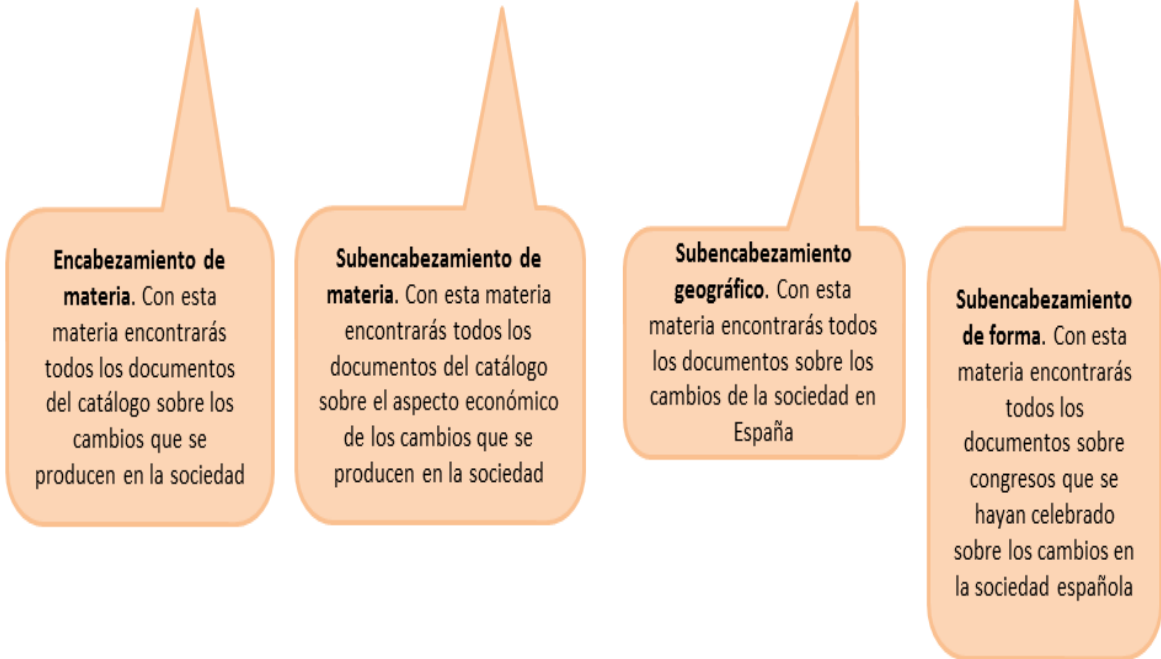 Encabezamiento de
materia. Con esta
materia encontrarás
todos los documentos
del catálogo sobre los
cambios que se
producen en la sociedad
Subencabezamiento de
materia. Con esta materia
encontrarás todos los
documentos del catálogo
sobre el aspecto económico
de los cambios que se
producen en la sociedad
Subencabezamiento
geográfico. Con esta
materia encontrarás todos
los documentos sobre los
cambios de la sociedad en
España
Subencabezamiento
de forma. Con esta
materia encontrarás
todos los
documentos sobre
congresos que se
hayan celebrado
sobre los cambios en
la sociedad española